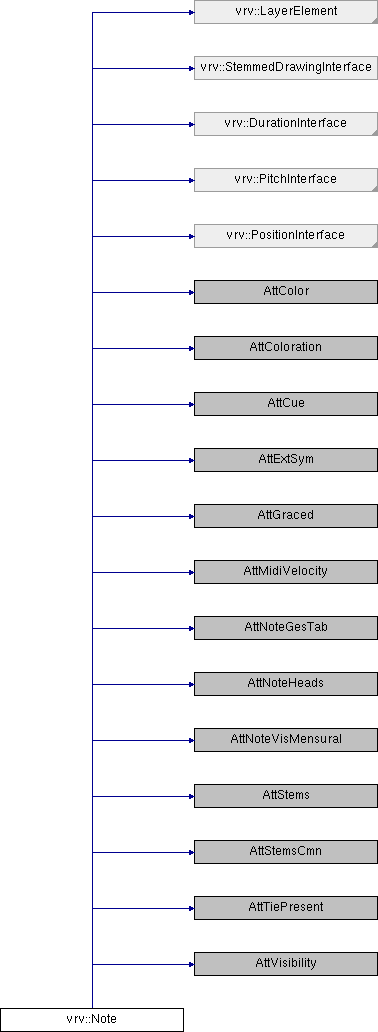 vrv::LayerElement
vrv::StemmedDrawingInterface
vrv::DurationInterface
vrv::PitchInterface
vrv::PositionInterface
AttColor
AttColoration
AttCue
AttExtSym
AttGraced
AttMidiVelocity
AttNoteGesTab
AttNoteHeads
AttNoteVisMensural
AttStems
AttStemsCmn
AttTiePresent
AttVisibility
vrv::Note